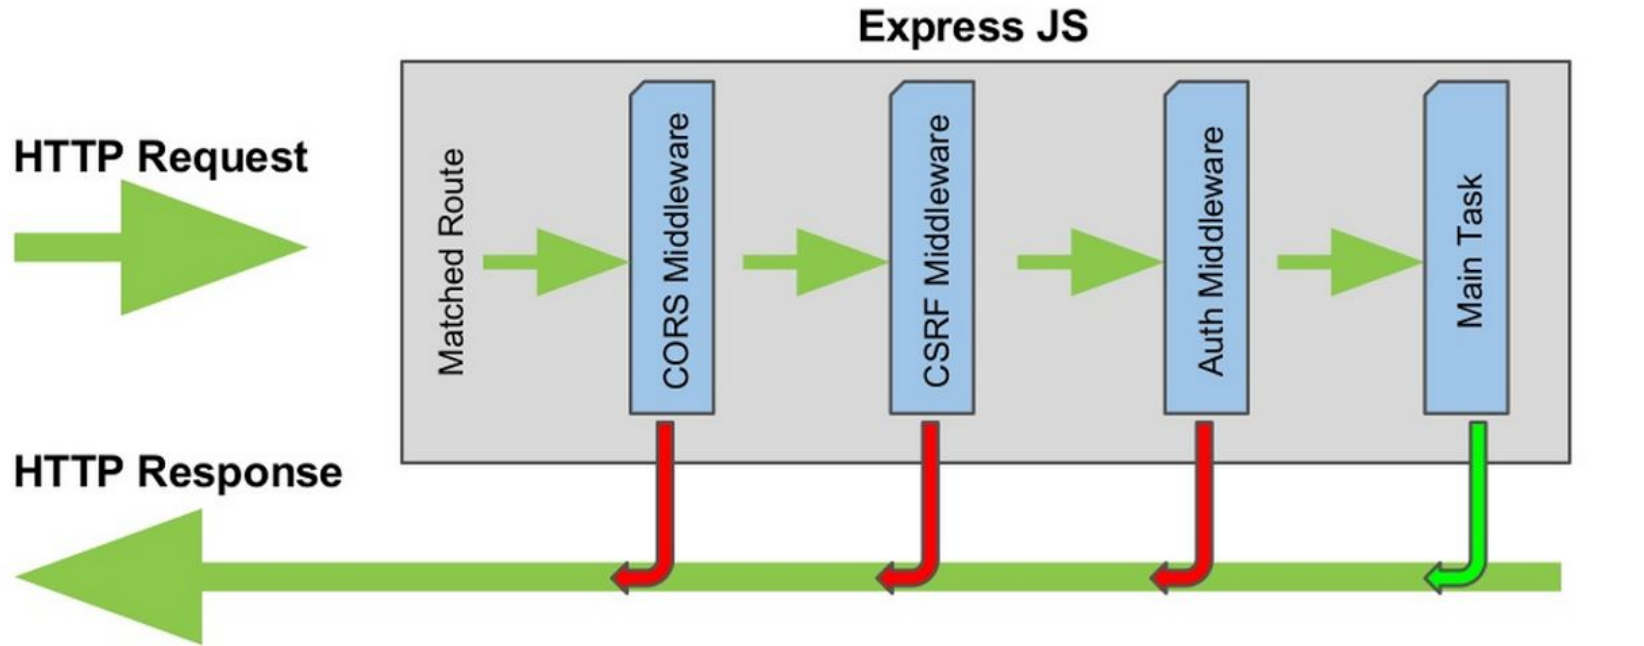 Express JS
HTTP Request
Matched Route
CORS Middleware
CSRF Middleware
Auth Middleware
Main Task
HTTP Response